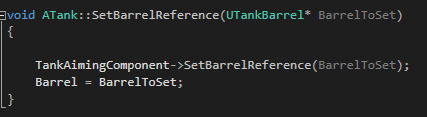 void ATank::SetBarrelReference(UTankBarrel* BarrelToSet)
{
TankAimingComponent->SetBarrelReference(BarrelToSet);
Barrel = BarrelToSet;
}